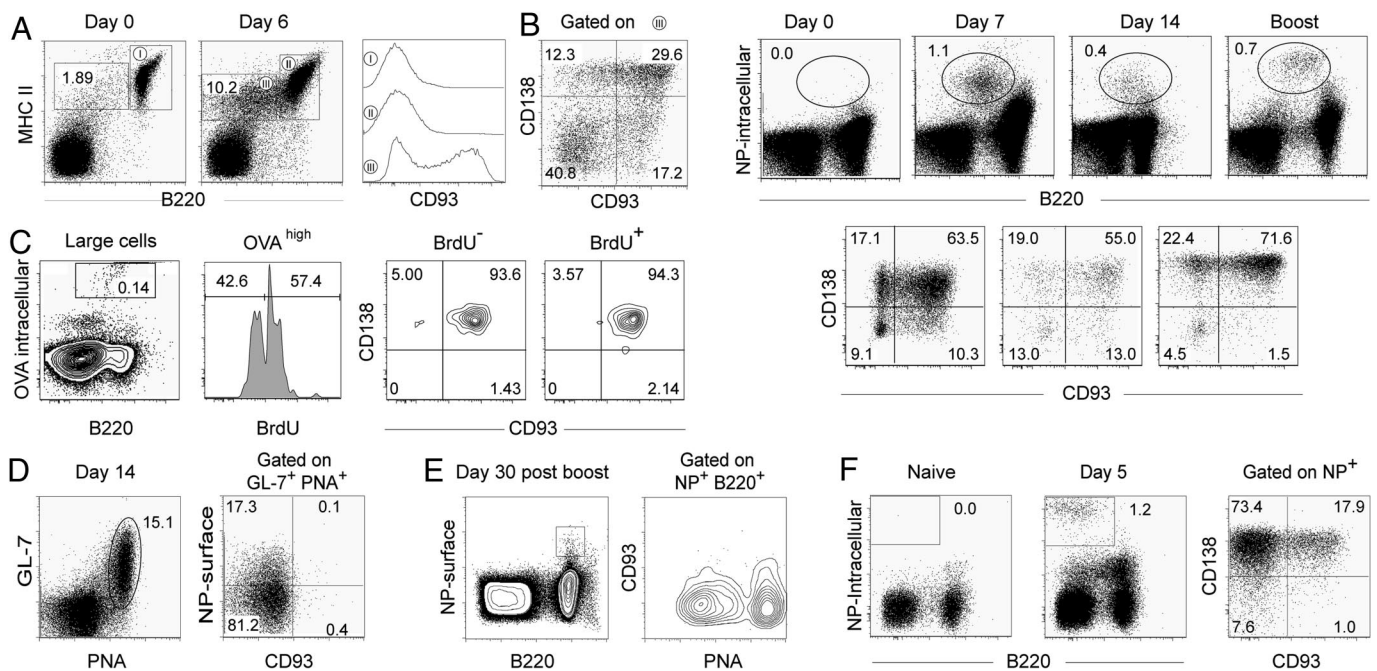 A
Day 0
Day 6
MHC II
1.89
I
10.2
III
II
B220
I
II
III
CD93
B
Gated on III
12.3
29.6
CD138
40.8
17.2
CD93
Day 0
Day 7
Day 14
Boost
NP-intracellular
0.0
1.1
0.4
0.7
B220
17.1
63.5
19.0
55.0
22.4
71.6
CD138
9.1
10.3
13.0
13.0
4.5
1.5
CD93
C
Large cells
OVA high
BrdU-
BrdU+
OVA intracellular
0.14
42.6
57.4
5.00
93.6
3.57
94.3
CD138
0
1.43
0
2.14
B220
BrdU
CD93
D
Day 14
Gated on
GL-7+ PNA+
GL-7
15.1
NP-surface
17.3
0.1
81.2
0.4
PNA
CD93
E
Day 30 post boost
Gated on
NP+ B220+
NP-surface
CD93
B220
PNA
F
Naive
Day 5
Gated on NP+
NP-Intracellular
0.0
1.2
CD138
73.4
17.9
7.6
1.0
B220
CD93